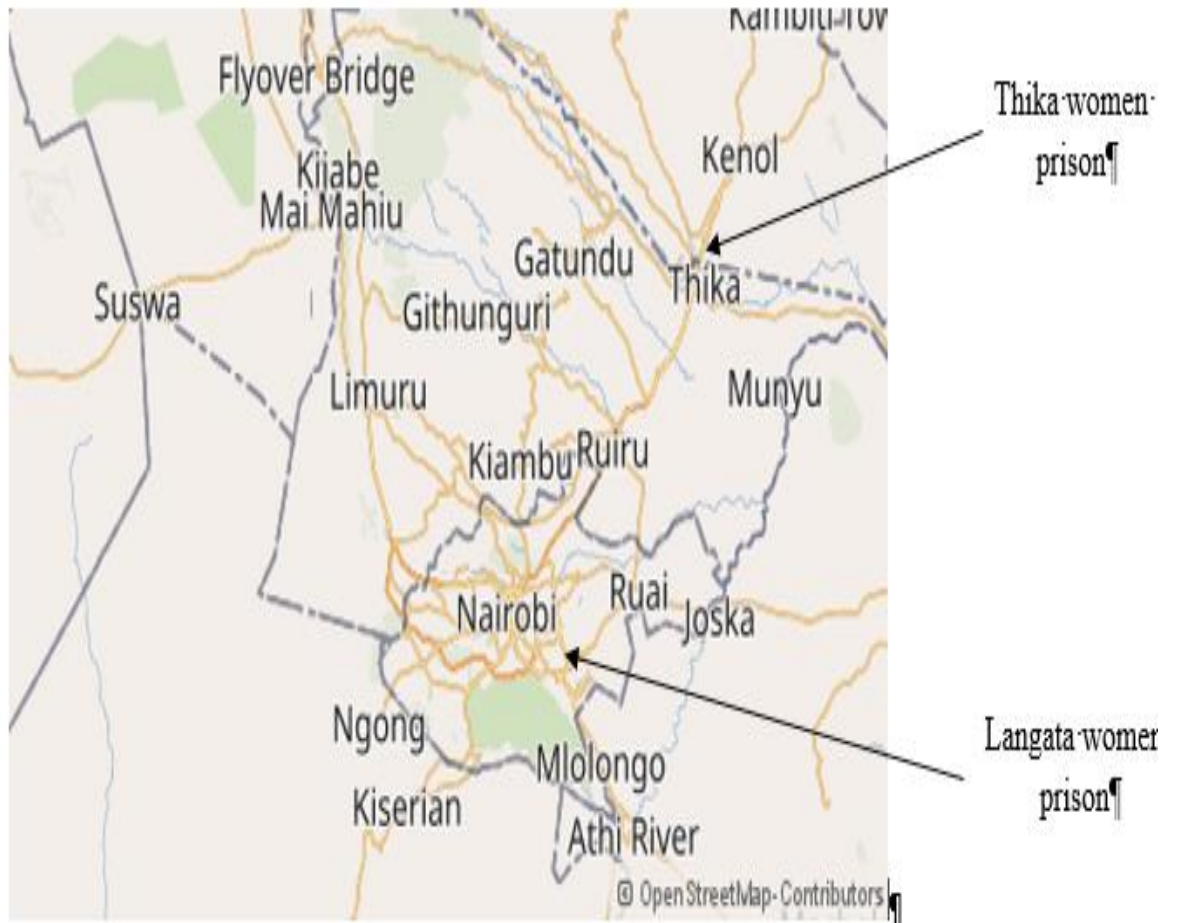 Kambiti Tow
Flyover Bridge
Thika women
prison¶
Kenol
Kijabe
Mai Mahiu
Gatundu
Thika
Suswa
Githunguri
Limuru
Munyu
Kiambu
Ruiru
Ruai
Nairobi
Joska
Ngong
Langata women
prison¶
Mlolongo
Kiserian
Athi River
© OpenStreetMap- Contributors
¶